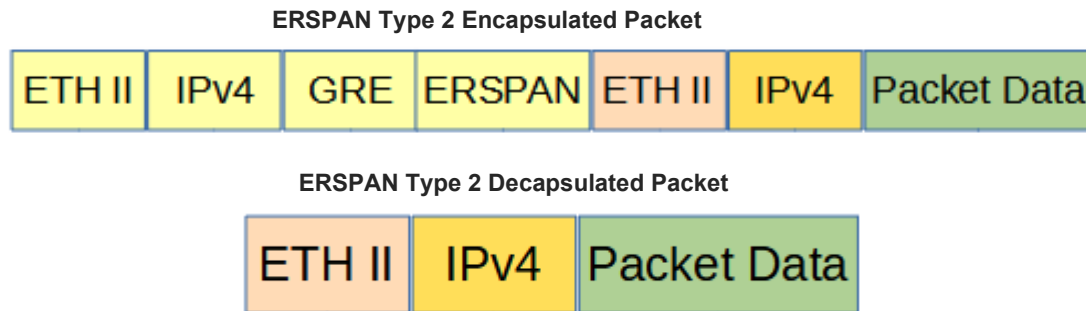 ERSPAN Type 2 Encapsulated Packet
ETH II IPv4 GRE ERSPAN ETH II IPv4 Packet Data
ERSPAN Type 2 Decapsulated Packet
ETH II IPv4 Packet Data